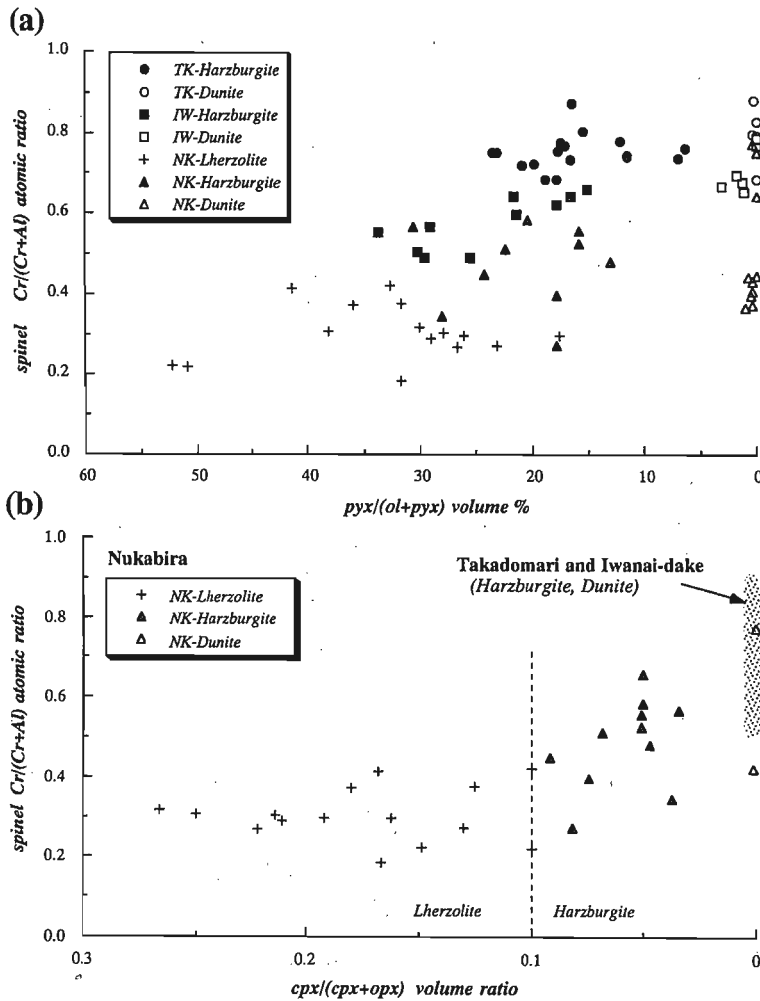 (a)
1.0
0.8
0.6
0.4
0.2
0.0
spinel Cr/(Cr+Al) atomic ratio
TK-Harzburgite
TK-Dunite
IW-Harzburgite
IW-Dunite
NK-Lherzolite
NK-Harzburgite
NK-Dunite
60 50 40 30 20 10 0
pyx/(ol+pyx) volume %
(b)
1.0
0.8
0.6
0.4
0.2
0.0
spinel Cr/(Cr+Al) atomic ratio
Nukabira
NK-Lherzolite
NK-Harzburgite
NK-Dunite
Takadomari and Iwanai-dake
(Harzburgite, Dunite)
Lherzolite Harzburgite
0.3 0.2 0.1 0
cpx/(cpx+opx) volume ratio